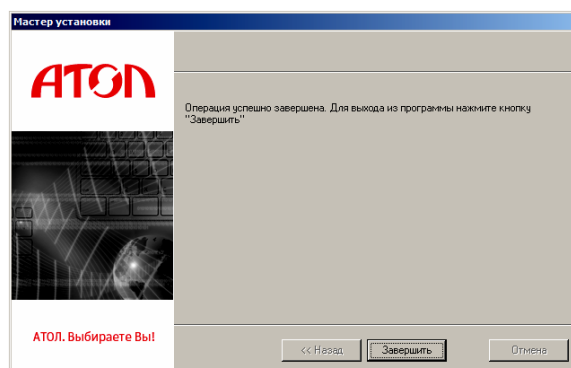 Мастер установки
АТОЛ
Операция успешно завершена. Для выхода из программы нажмите кнопку
"Завершить"
АТОЛ. Выбираете Вы!
<< Назад
Завершить
Отмена